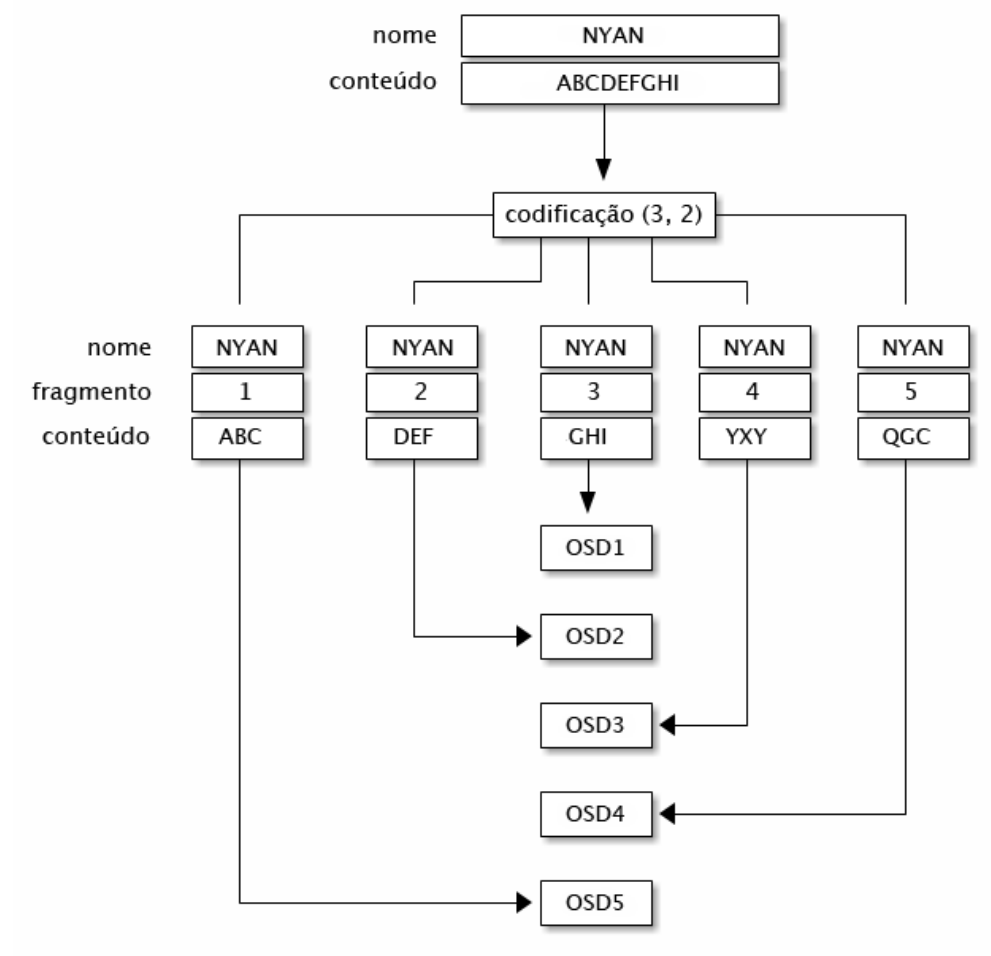 nome NYAN
conteúdo ABCDEFGHI
codificação (3, 2)
nome NYAN NYAN NYAN NYAN NYAN
fragmento 1 2 3 4 5
conteúdo ABC DEF GHI YXY QGC
OSD1
OSD2
OSD3
OSD4
OSD5